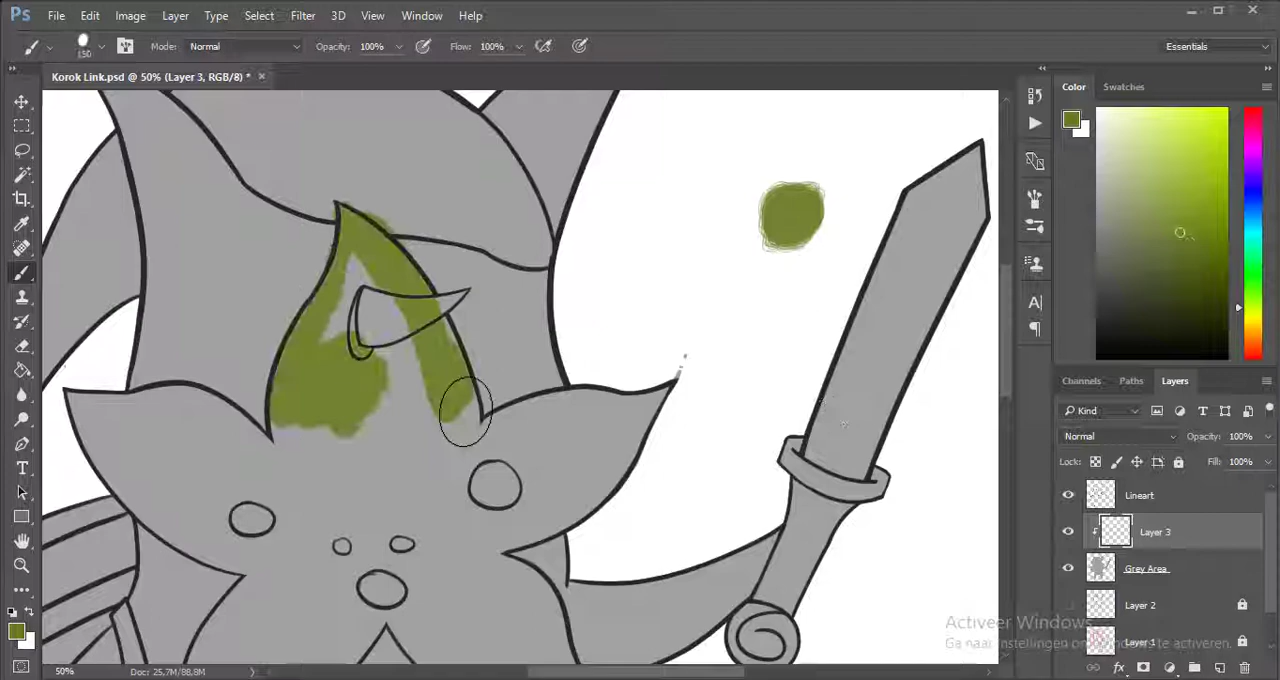 Ps File Edit Image Layer Type Select Filter 3D View Window Help
150 Mode: Normal Opacity: 100% Flow: 100% Essentials
Korok Link.psd @ 50% (Layer 3, RGB/8) *
Color Swatches
A|
Channels Paths Layers
Kind
Normal Opacity: 100%
Lock: Fill: 100%
Lineart
Layer 3
Grey Area
Layer 2
Layer 1
Activeer Windows
Ga naar Instellingen om Windows te activeren.
50% Doc: 25,7M/88,8M